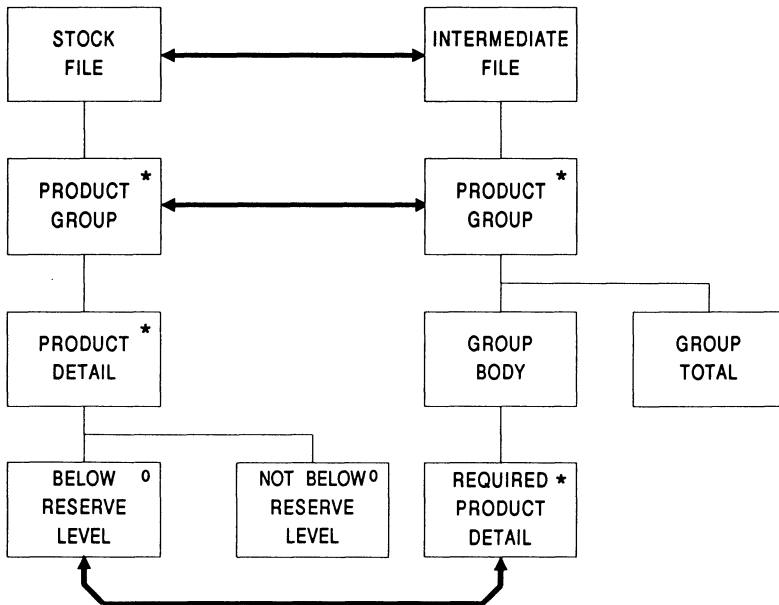 STOCK
FILE
INTERMEDIATE
FILE
PRODUCT *
GROUP
PRODUCT *
GROUP
PRODUCT *
DETAIL
GROUP
BODY
GROUP
TOTAL
BELOW o
RESERVE
LEVEL
NOT BELOW o
RESERVE
LEVEL
REQUIRED *
PRODUCT
DETAIL